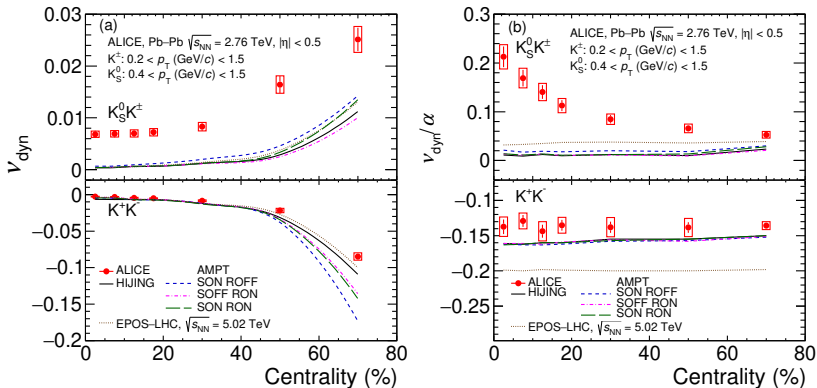 (a)
ALICE, Pb–Pb √sNN = 2.76 TeV, |η| < 0.5
K±: 0.2 < pT (GeV/c) < 1.5
K0S: 0.4 < pT (GeV/c) < 1.5
K0SK±
0.03
0.02
0.01
0
νdyn
K+K-
0
−0.05
−0.1
−0.15
−0.2
ALICE
HIJING
AMPT
SON ROFF
SOFF RON
SON RON
EPOS–LHC, √sNN = 5.02 TeV
0 20 40 60 80
Centrality (%)
(b)
ALICE, Pb–Pb √sNN = 2.76 TeV, |η| < 0.5
K±: 0.2 < pT (GeV/c) < 1.5
K0S: 0.4 < pT (GeV/c) < 1.5
K0SK±
0.3
0.2
0.1
0
νdyn/α
K+K-
−0.1
−0.15
−0.2
−0.25
ALICE
HIJING
AMPT
SON ROFF
SOFF RON
SON RON
EPOS–LHC, √sNN = 5.02 TeV
0 20 40 60 80
Centrality (%)